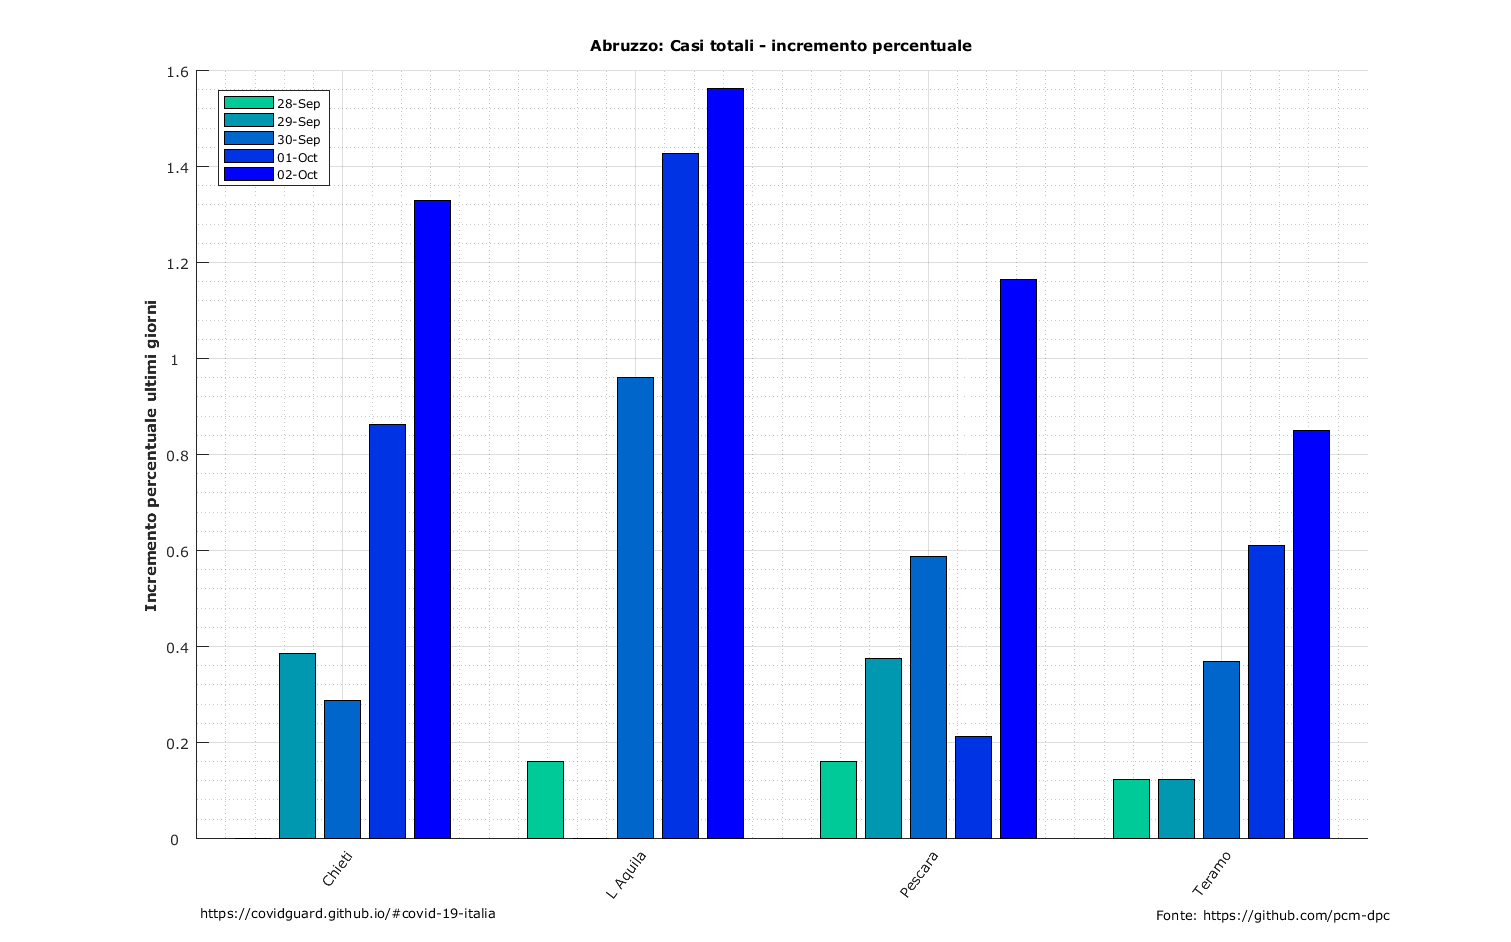 Abruzzo: Casi totali - incremento percentuale
28-Sep
29-Sep
30-Sep
01-Oct
02-Oct
Incremento percentuale ultimi giorni
1.6
1.4
1.2
1
0.8
0.6
0.4
0.2
0
Chieti
L Aquila
Pescara
Teramo
https://covidguard.github.io/#covid-19-italia
Fonte: https://github.com/pcm-dpc